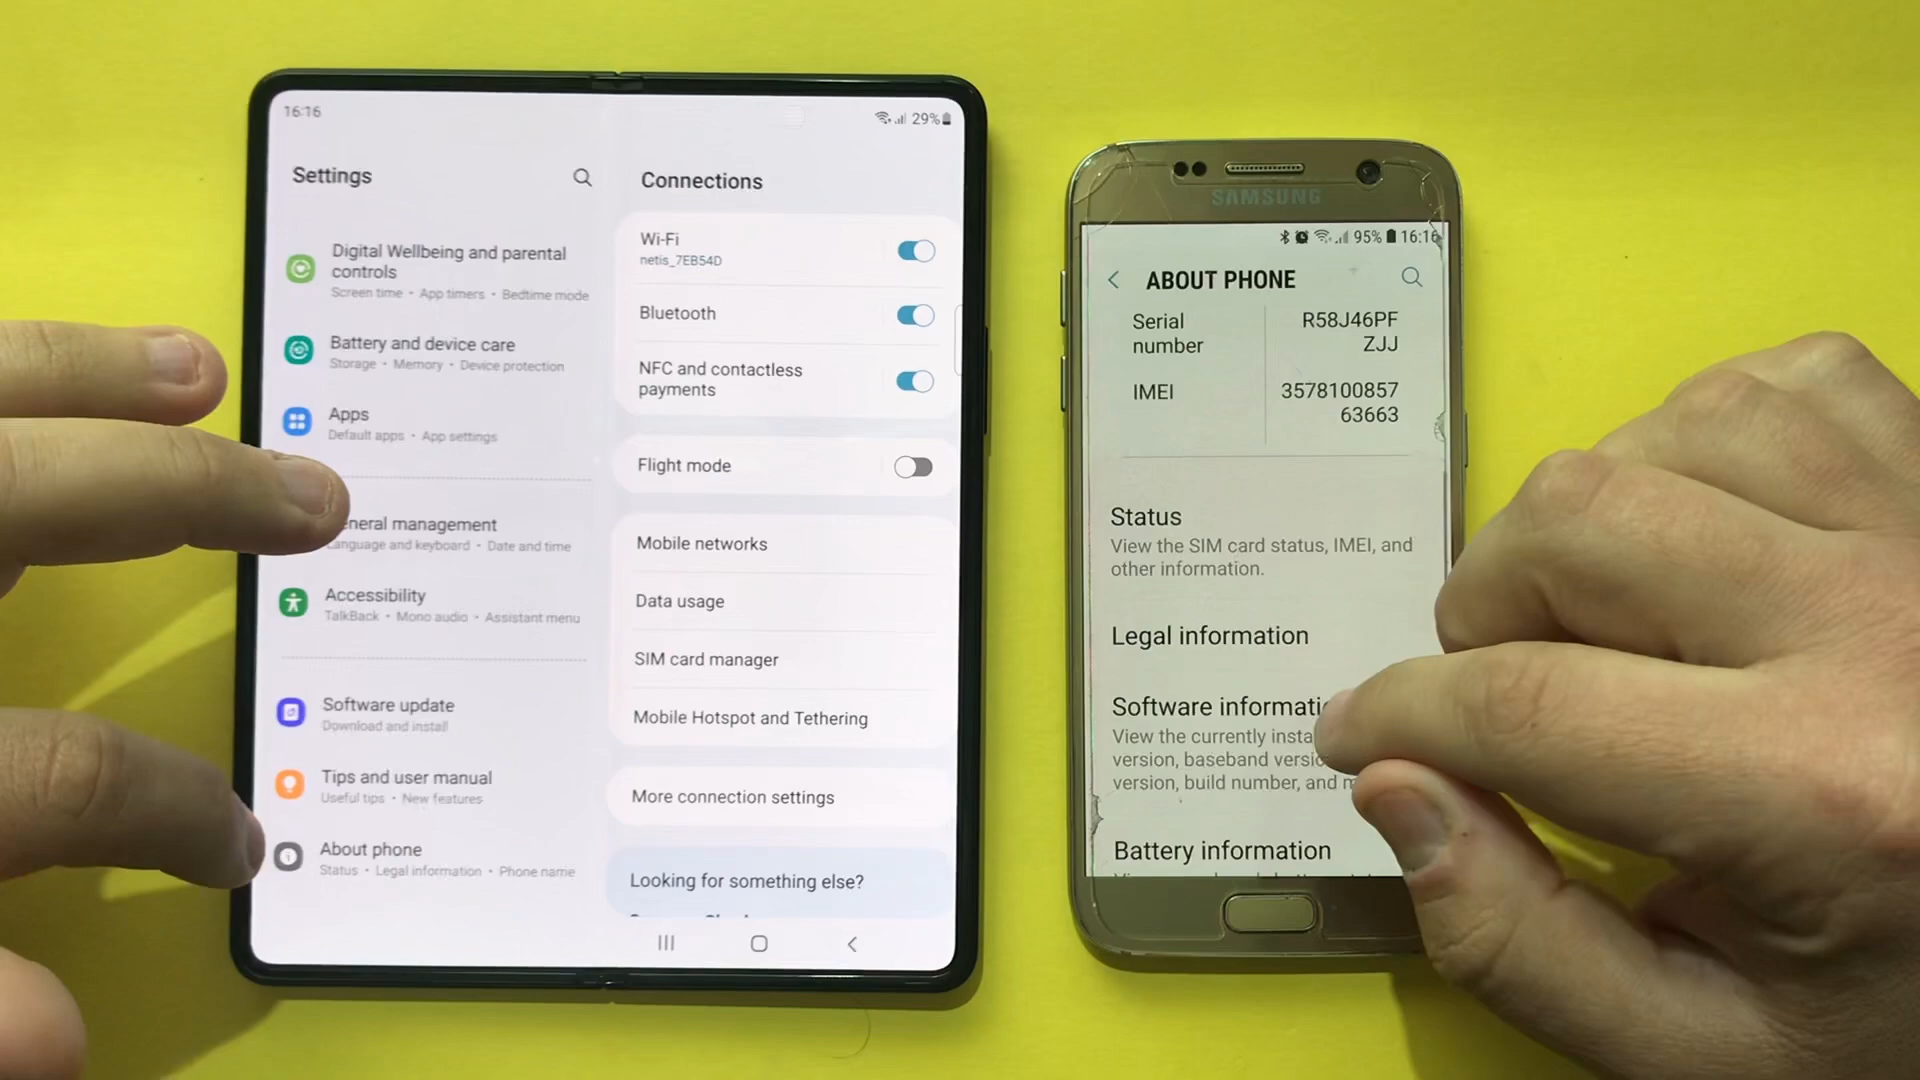 16:16
29%
Settings
Digital Wellbeing and parental
controls
Screen time • App timers • Bedtime mode
Battery and device care
Storage • Memory • Device protection
Apps
Default apps • App settings
eneral management
Language and keyboard • Date and time
Accessibility
TalkBack • Mono audio • Assistant menu
Software update
Download and install
Tips and user manual
Useful tips • New features
About phone
Status • Legal information • Phone name
Connections
Wi-Fi
netis_7EB54D
Bluetooth
NFC and contactless
payments
Flight mode
Mobile networks
Data usage
SIM card manager
Mobile Hotspot and Tethering
More connection settings
Looking for something else?
SAMSUNG
95% 16:16
ABOUT PHONE
Serial
number
R58J46PF
ZJJ
IMEI
3578100857
63663
Status
View the SIM card status, IMEI, and
other information.
Legal information
Software informatio
View the currently insta
version, baseband versio
version, build number, and m
Battery information